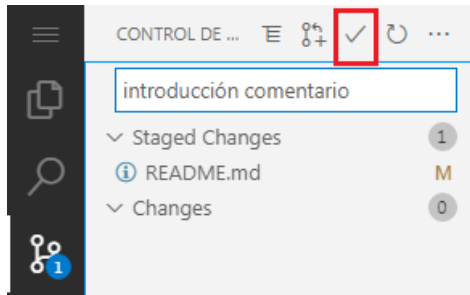 CONTROL DE ...
introducción comentario
Staged Changes 1
README.md M
Changes 0
1